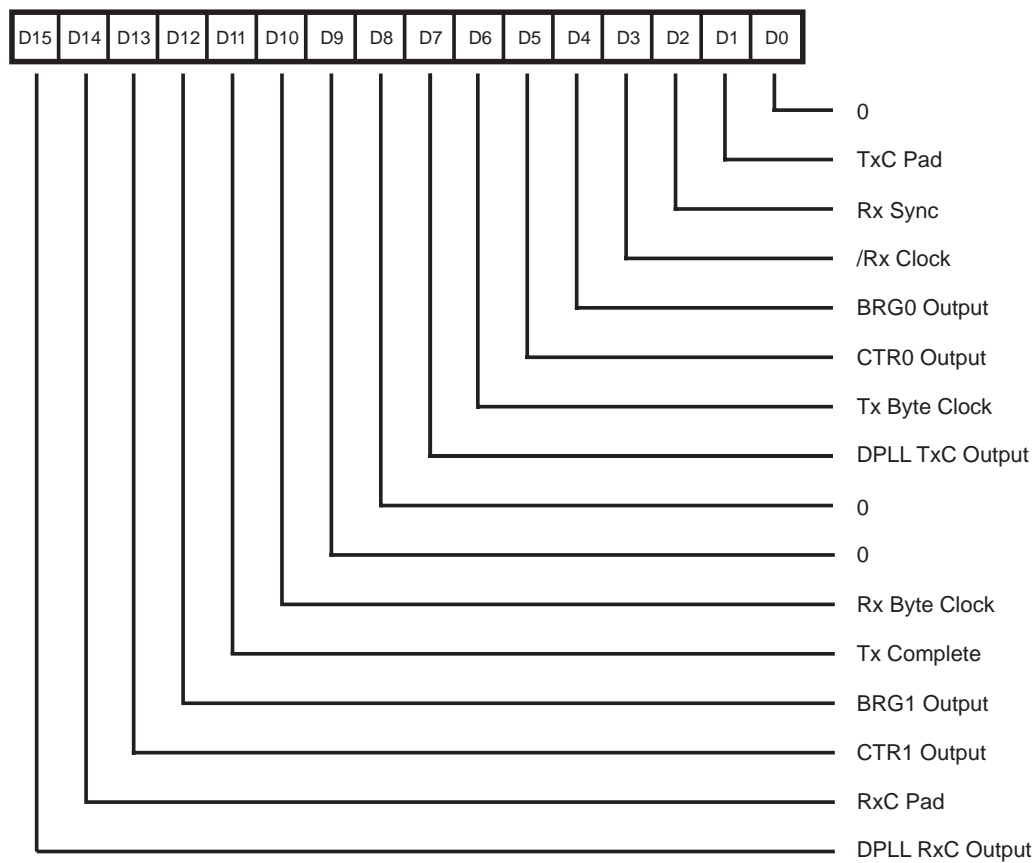 D15 D14 D13 D12 D11 D10 D9 D8 D7 D6 D5 D4 D3 D2 D1 D0
0
TxC Pad
Rx Sync
/Rx Clock
BRG0 Output
CTR0 Output
Tx Byte Clock
DPLL TxC Output
0
0
Rx Byte Clock
Tx Complete
BRG1 Output
CTR1 Output
RxC Pad
DPLL RxC Output